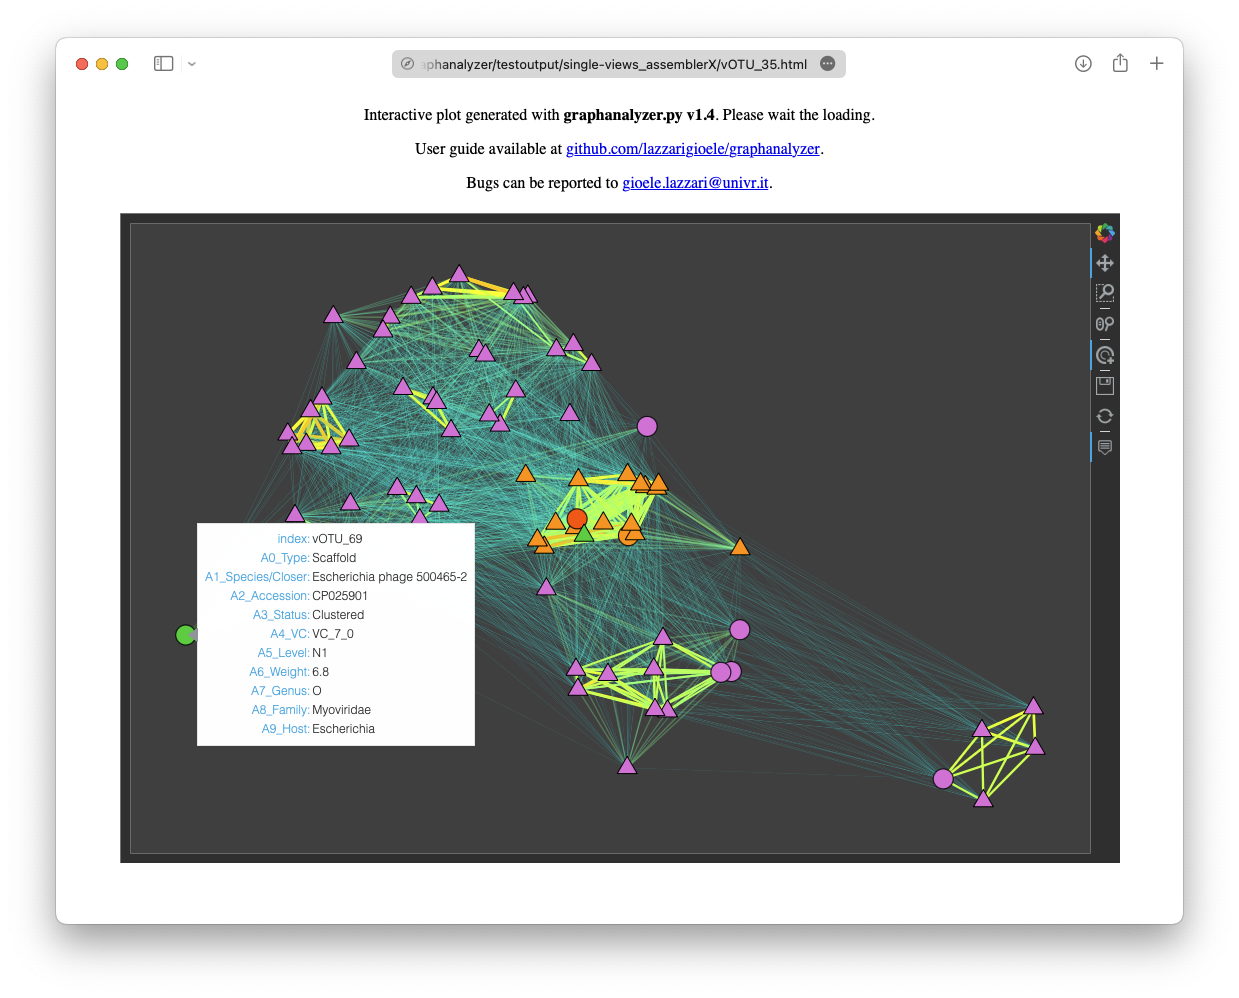 aphanalyzer/testoutput/single-views_assemblerX/vOTU_35.html
Interactive plot generated with graphanalyzer.py v1.4. Please wait the loading.
User guide available at github.com/lazzarigioele/graphanalyzer.
Bugs can be reported to gioele.lazzari@univr.it.
index: vOTU_69
A0_Type: Scaffold
A1_Species/Closer: Escherichia phage 500465-2
A2_Accession: CP025901
A3_Status: Clustered
A4_VC: VC_7_0
A5_Level: N1
A6_Weight: 6.8
A7_Genus: O
A8_Family: Myoviridae
A9_Host: Escherichia